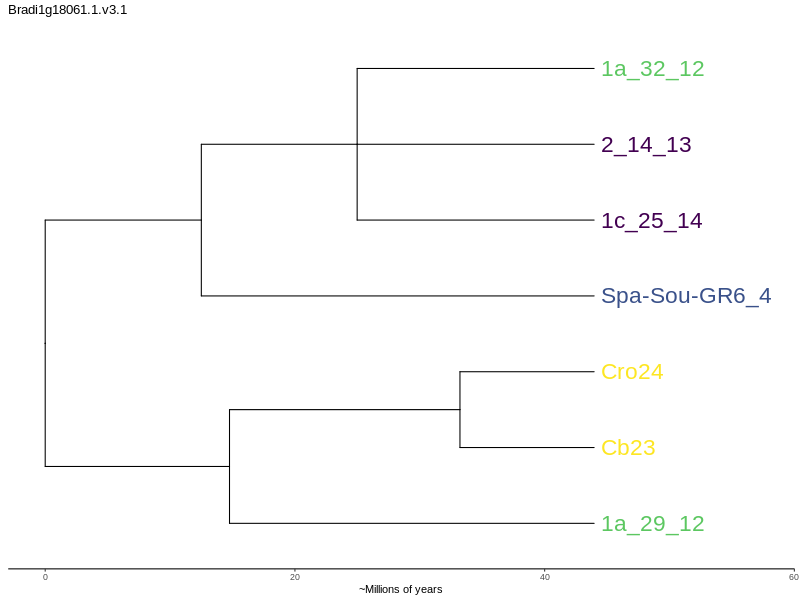 Bradi1g18061.1.v3.1
1a_32_12
2_14_13
1c_25_14
Spa-Sou-GR6_4
Cro24
Cb23
1a_29_12
0 20 40 60
~Millions of years